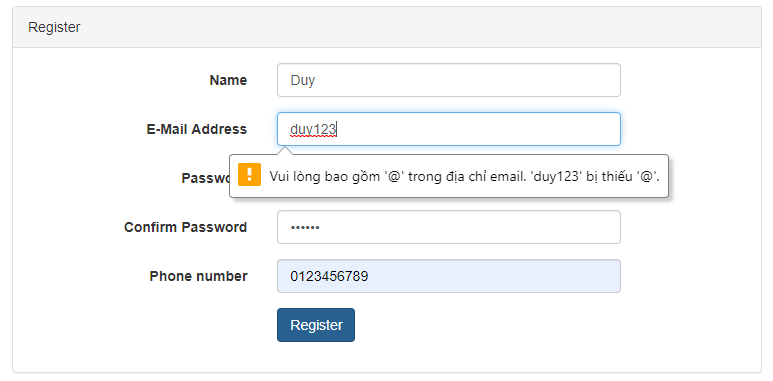 Register
Name
Duy
E-Mail Address
duy123
Vui lòng bao gồm '@' trong địa chỉ email. 'duy123' bị thiếu '@'.
Passwo
Confirm Password
••••••
Phone number
0123456789
Register